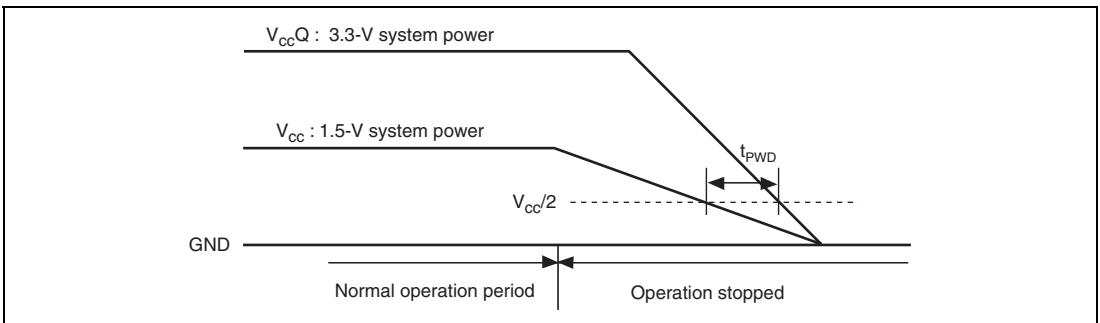 VccQ : 3.3-V system power
Vcc : 1.5-V system power
tPWD
Vcc/2
GND
Normal operation period
Operation stopped